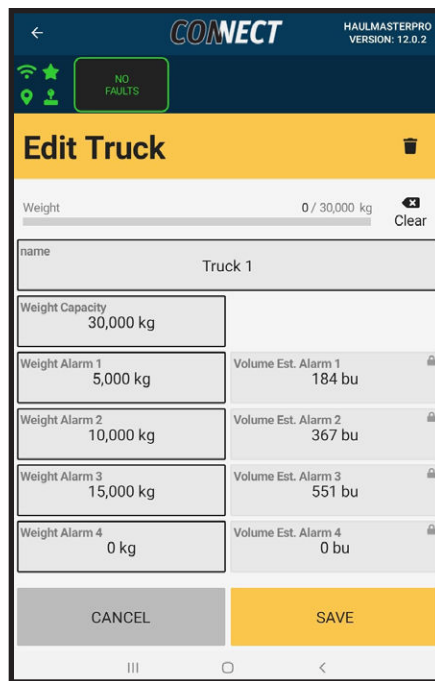 CONNECT
HAULMASTERPRO
VERSION: 12.0.2
NO
FAULTS
Edit Truck
Weight 0 / 30,000 kg
Clear
name
Truck 1
Weight Capacity
30,000 kg
Weight Alarm 1
5,000 kg
Volume Est. Alarm 1
184 bu
Weight Alarm 2
10,000 kg
Volume Est. Alarm 2
367 bu
Weight Alarm 3
15,000 kg
Volume Est. Alarm 3
551 bu
Weight Alarm 4
0 kg
Volume Est. Alarm 4
0 bu
CANCEL
SAVE